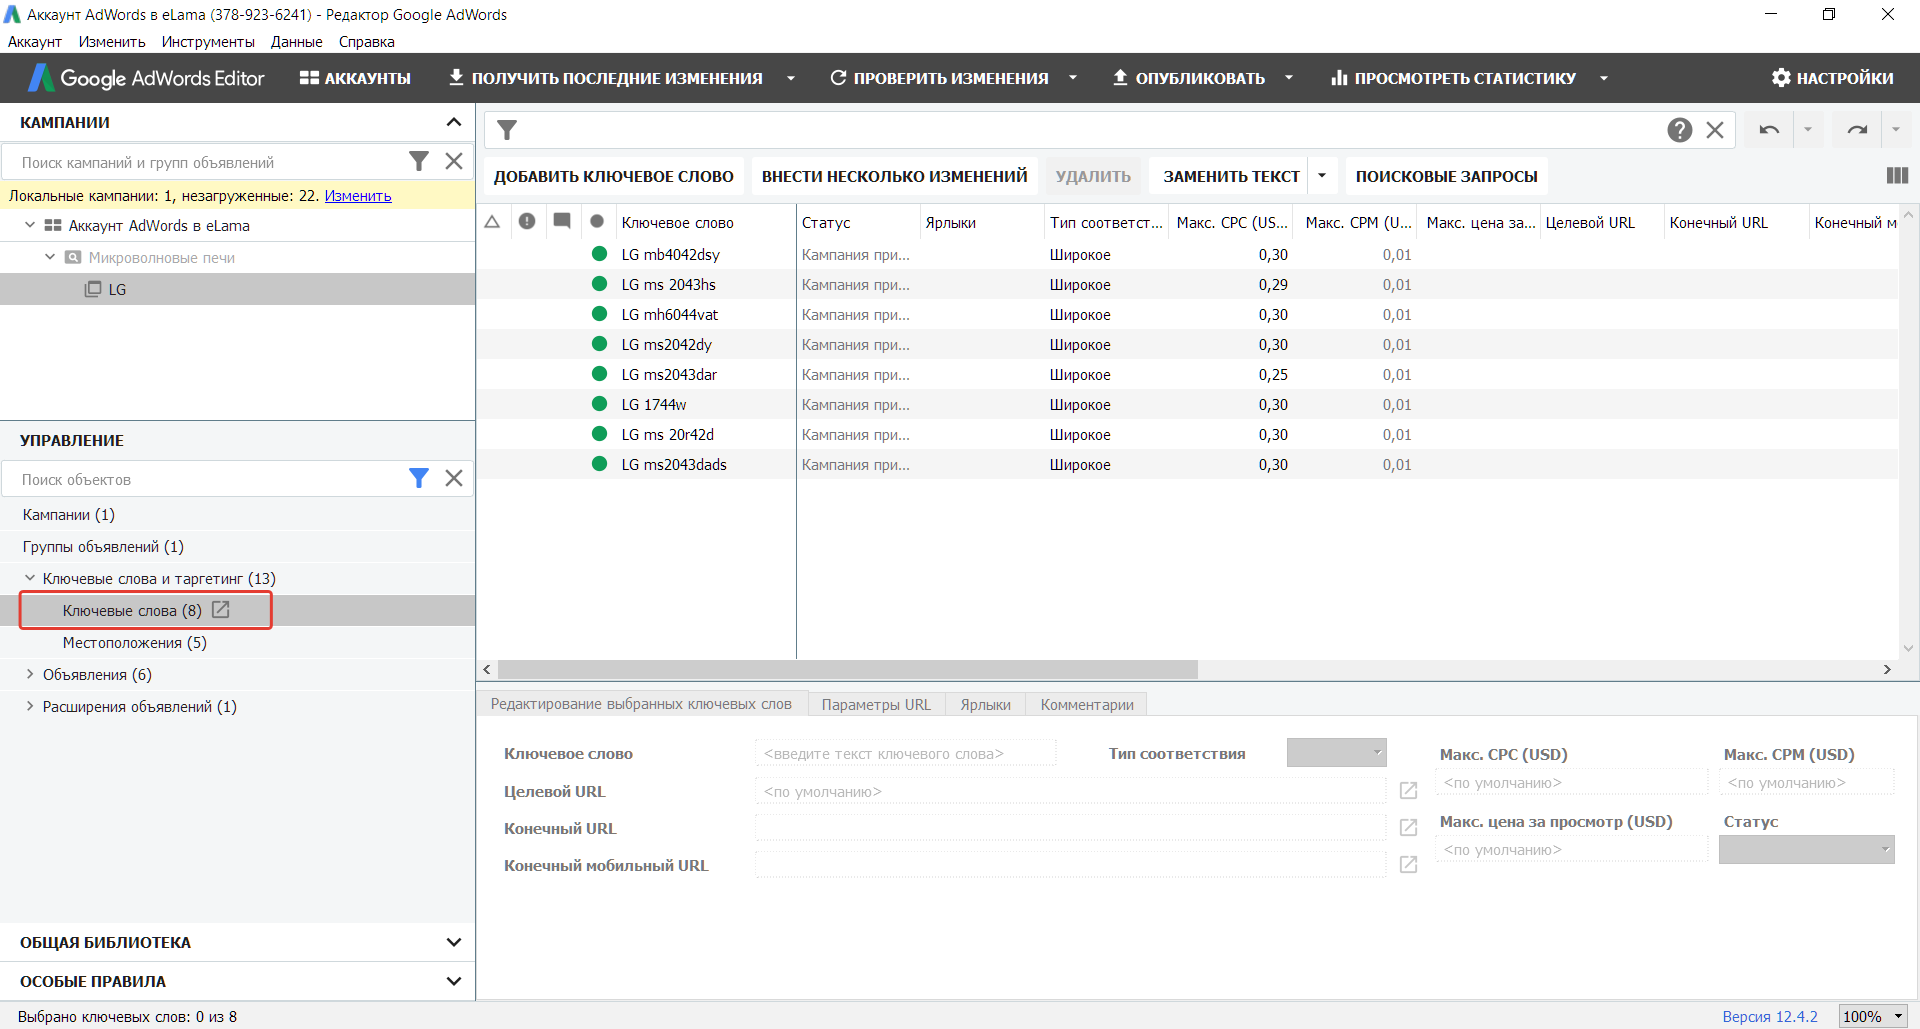 Аккаунт AdWords в eLama (378-923-6241) - Редактор Google AdWords
Аккаунт Изменить Инструменты Данные Справка
Google AdWords Editor АККАУНТЫ ПОЛУЧИТЬ ПОСЛЕДНИЕ ИЗМЕНЕНИЯ ПРОВЕРИТЬ ИЗМЕНЕНИЯ ОПУБЛИКОВАТЬ ПРОСМОТРЕТЬ СТАТИСТИКУ НАСТРОЙКИ
КАМПАНИИ
Поиск кампаний и групп объявлений
Локальные кампании: 1, незагруженные: 22. Изменить
Аккаунт AdWords в eLama
Микроволновые печи
LG
УПРАВЛЕНИЕ
Поиск объектов
Кампании (1)
Группы объявлений (1)
Ключевые слова и таргетинг (13)
Ключевые слова (8)
Местоположения (5)
Объявления (6)
Расширения объявлений (1)
ОБЩАЯ БИБЛИОТЕКА
ОСОБЫЕ ПРАВИЛА
ДОБАВИТЬ КЛЮЧЕВОЕ СЛОВО ВНЕСТИ НЕСКОЛЬКО ИЗМЕНЕНИЙ УДАЛИТЬ ЗАМЕНИТЬ ТЕКСТ ПОИСКОВЫЕ ЗАПРОСЫ
Ключевое слово Статус Ярлыки Тип соответст... Макс. CPC (US... Макс. CPM (U... Макс. цена за... Целевой URL Конечный URL Конечный м
LG mb4042dsy Кампания при... Широкое 0,30 0,01
LG ms 2043hs Кампания при... Широкое 0,29 0,01
LG mh6044vat Кампания при... Широкое 0,30 0,01
LG ms2042dy Кампания при... Широкое 0,30 0,01
LG ms2043dar Кампания при... Широкое 0,25 0,01
LG 1744w Кампания при... Широкое 0,30 0,01
LG ms 20r42d Кампания при... Широкое 0,30 0,01
LG ms2043dads Кампания при... Широкое 0,30 0,01
Редактирование выбранных ключевых слов Параметры URL Ярлыки Комментарии
Ключевое слово <введите текст ключевого слова> Тип соответствия Макс. CPC (USD) Макс. CPM (USD)
<по умолчанию> <по умолчанию>
Целевой URL <по умолчанию>
Конечный URL Макс. цена за просмотр (USD) Статус
<по умолчанию>
Конечный мобильный URL
Выбрано ключевых слов: 0 из 8 Версия 12.4.2 100%